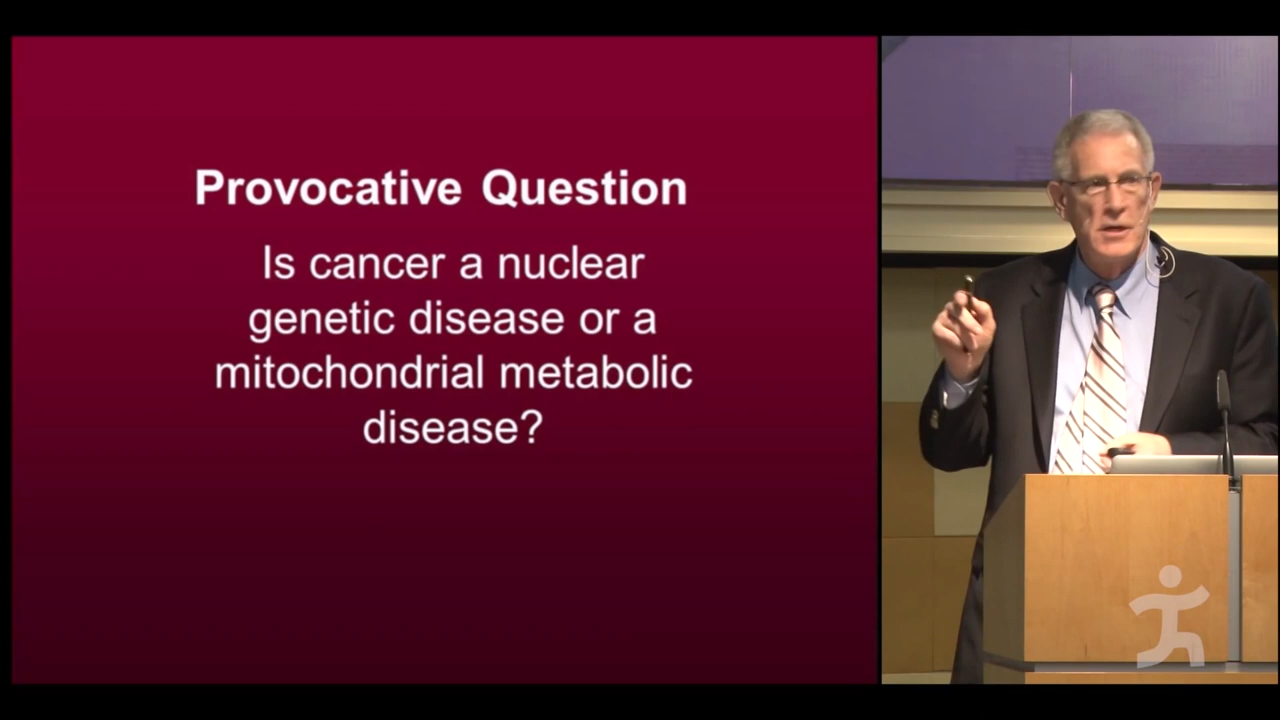 Provocative Question
Is cancer a nuclear
genetic disease or a
mitochondrial metabolic
disease?